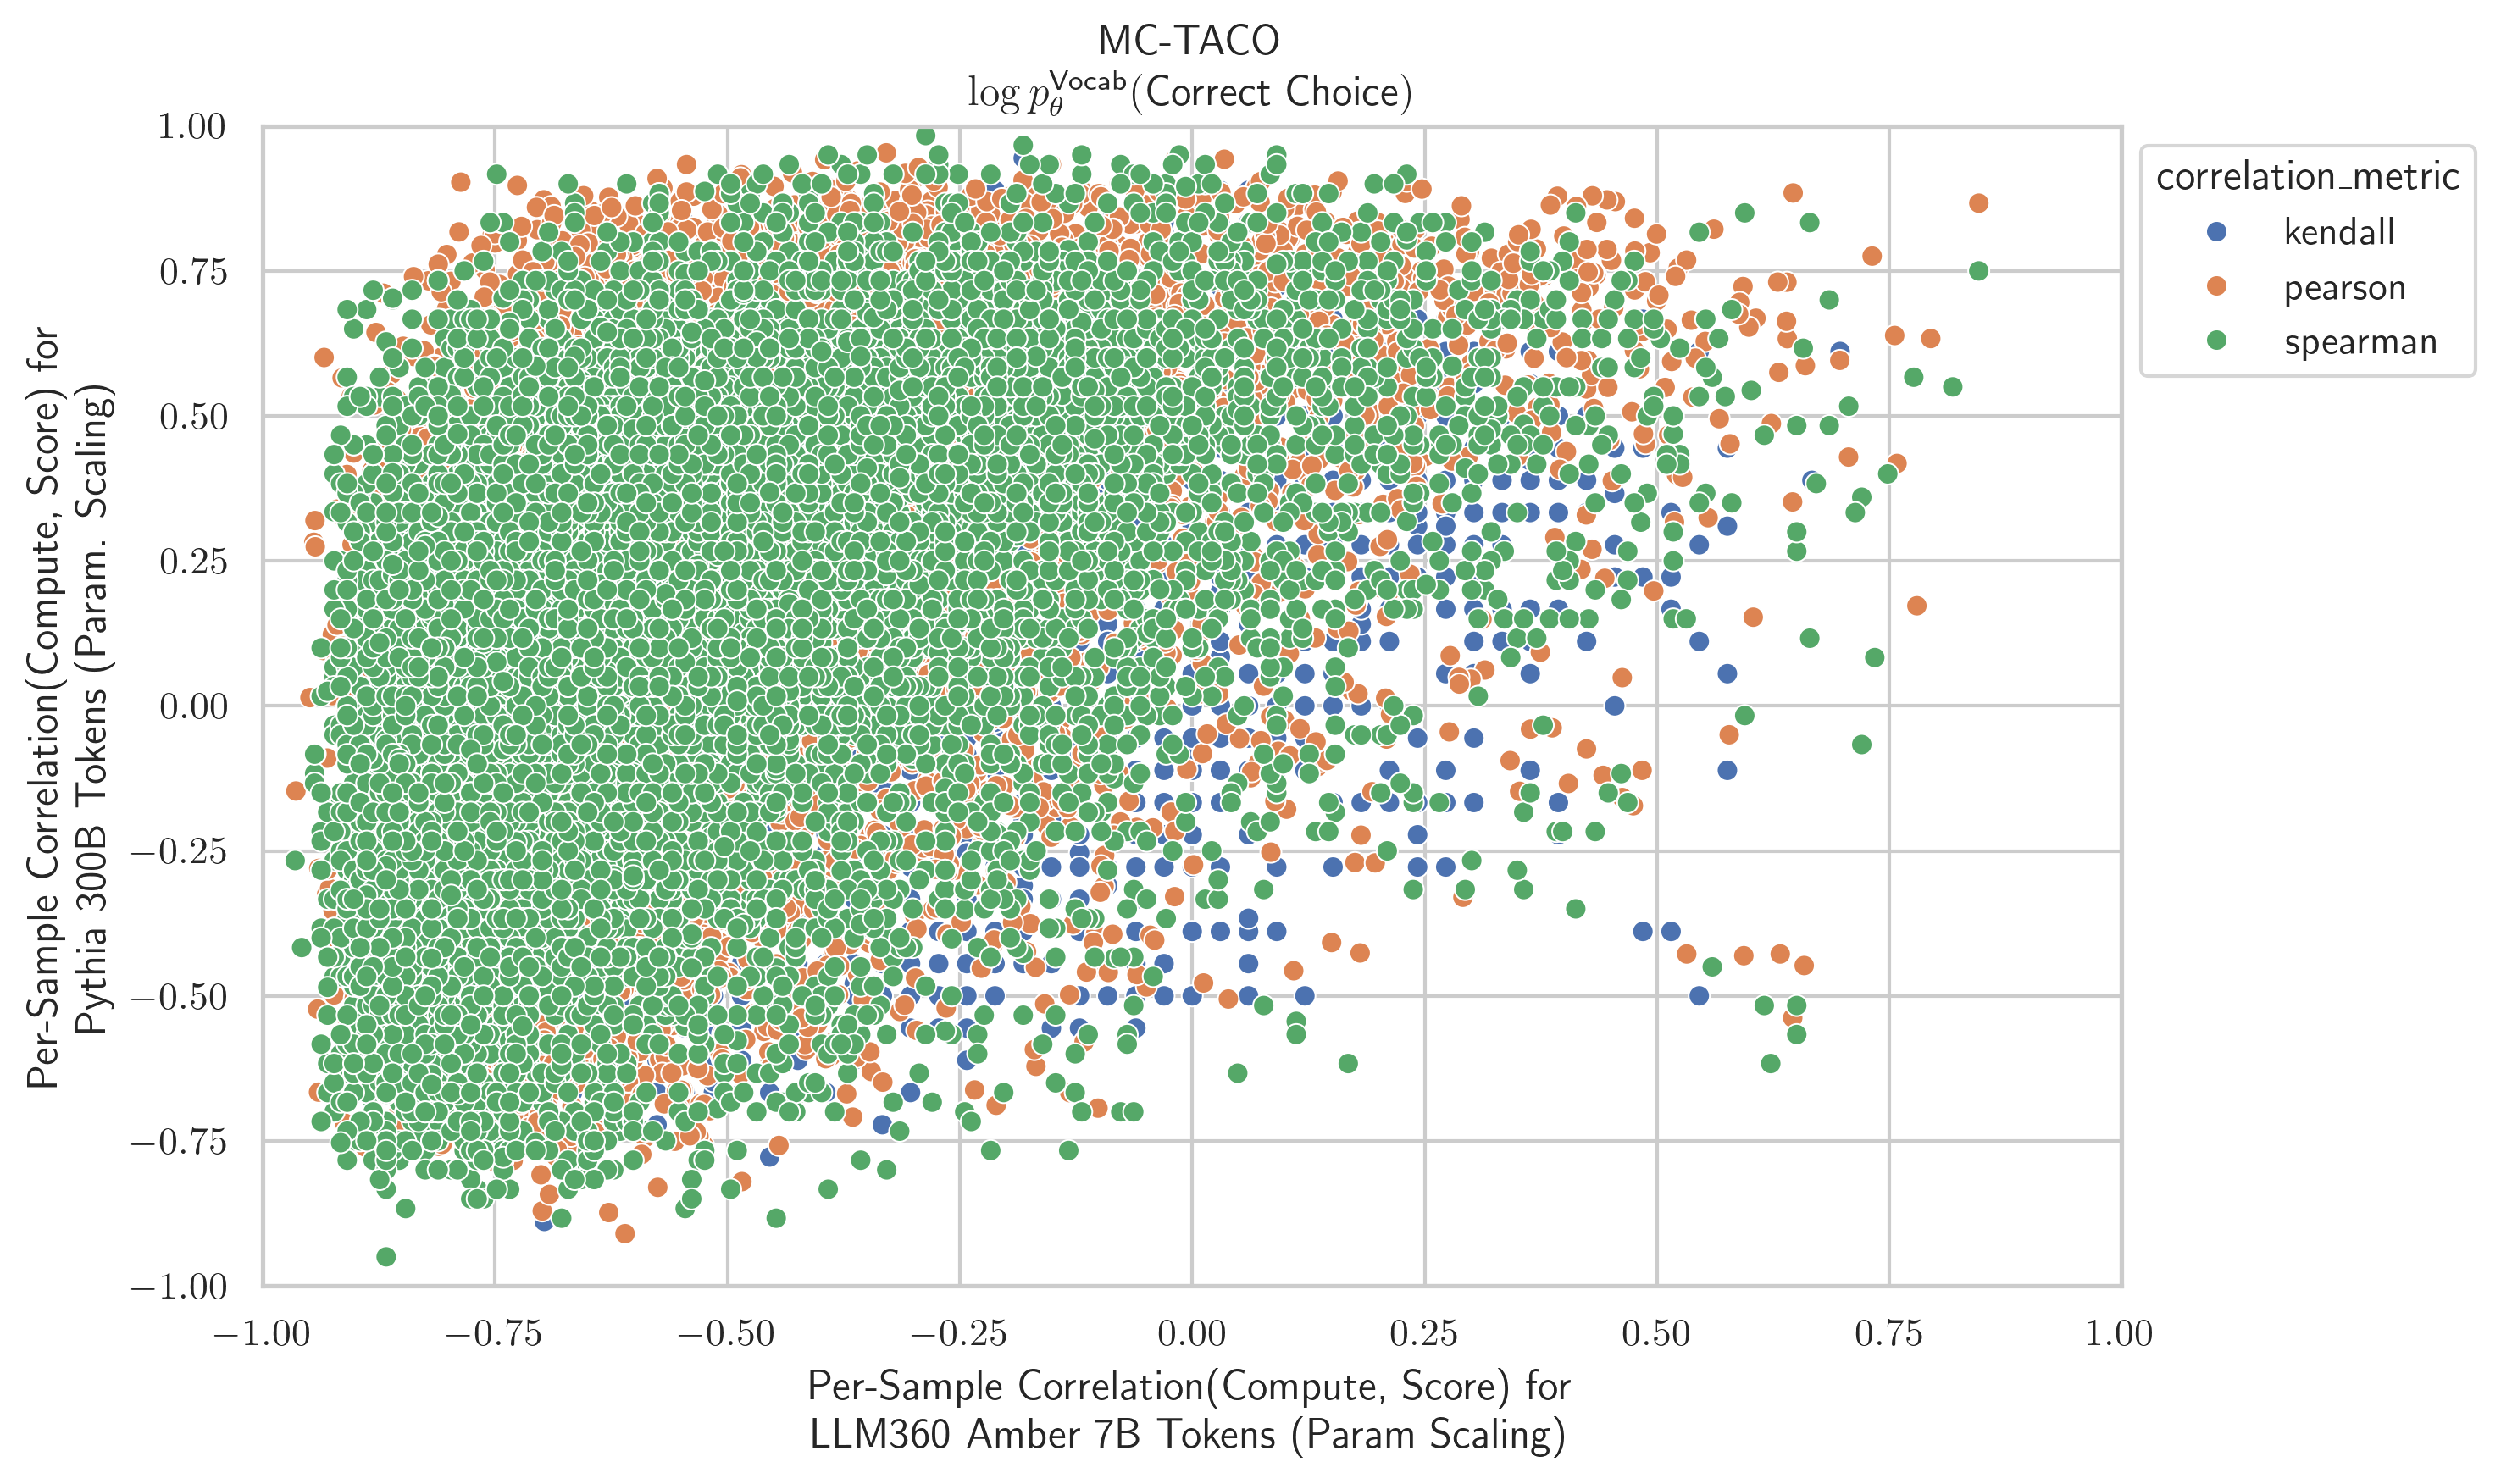 MC-TACO
log p_θ^Vocab(Correct Choice)
1.00
0.75
0.50
0.25
0.00
−0.25
−0.50
−0.75
−1.00
Per-Sample Correlation(Compute, Score) for
Pythia 300B Tokens (Param. Scaling)
correlation_metric
kendall
pearson
spearman
−1.00 −0.75 −0.50 −0.25 0.00 0.25 0.50 0.75 1.00
Per-Sample Correlation(Compute, Score) for
LLM360 Amber 7B Tokens (Param Scaling)